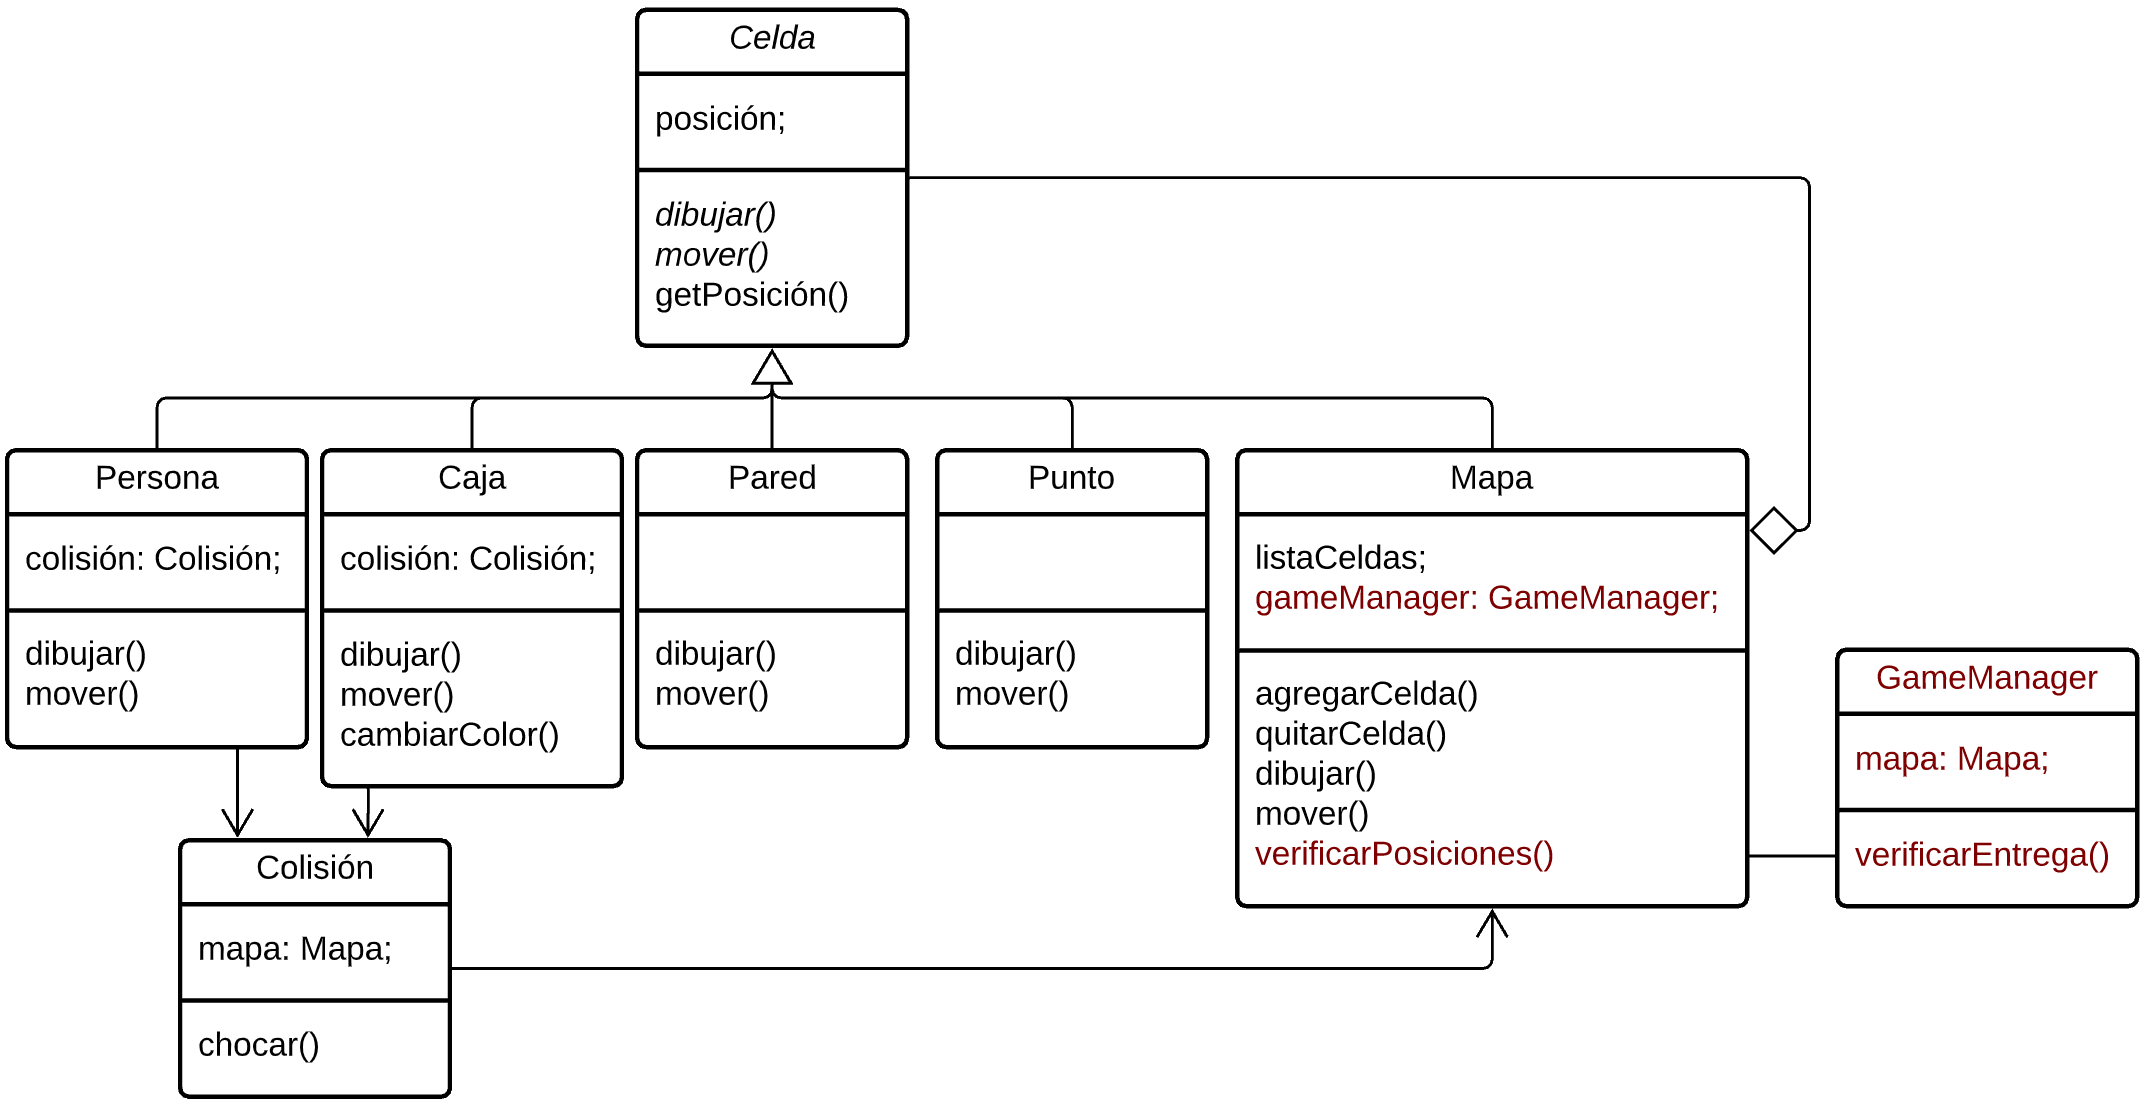 Celda
posición;
dibujar()
mover()
getPosición()
Persona
colisión: Colisión;
dibujar()
mover()
Caja
colisión: Colisión;
dibujar()
mover()
cambiarColor()
Pared
dibujar()
mover()
Punto
dibujar()
mover()
Mapa
listaCeldas;
gameManager: GameManager;
agregarCelda()
quitarCelda()
dibujar()
mover()
verificarPosiciones()
GameManager
mapa: Mapa;
verificarEntrega()
Colisión
mapa: Mapa;
chocar()